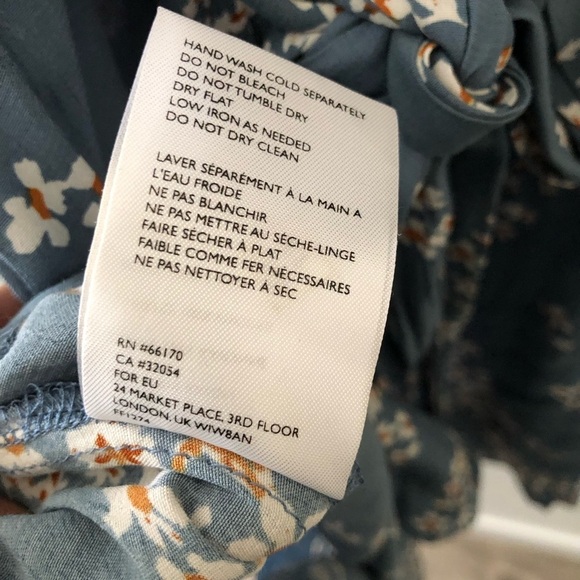 HAND WASH COLD SEPARATELY
DO NOT BLEACH
DO NOT TUMBLE DRY
DRY FLAT
LOW IRON AS NEEDED
DO NOT DRY CLEAN
LAVER SÉPARÉMENT À LA MAIN A
L'EAU FROIDE
NE PAS BLANCHIR
NE PAS METTRE AU SÈCHE-LINGE
FAIRE SÉCHER À PLAT
FAIBLE COMME FER NÉCESSAIRES
NE PAS NETTOYER À SEC
RN #66170
CA #32054
FOR EU
24 MARKET PLACE, 3RD FLOOR
LONDON, UK WIW8AN